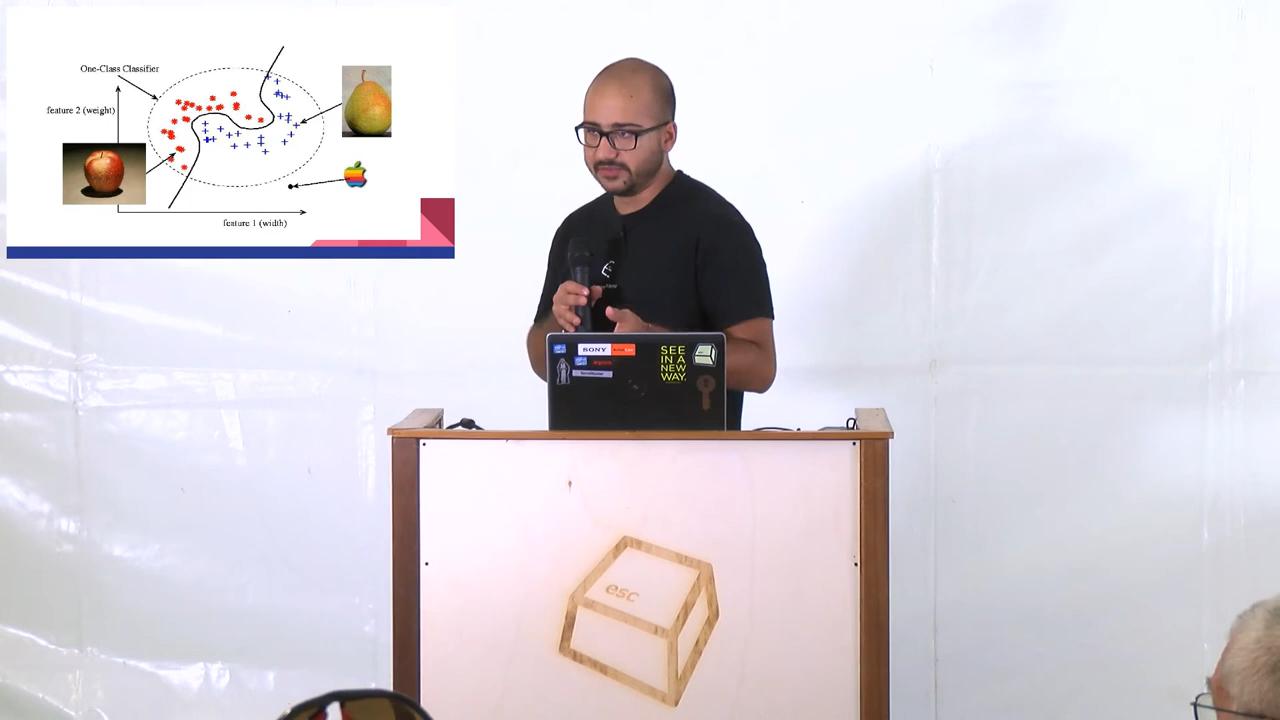 One-Class Classifier
feature 2 (weight)
feature 1 (width)
SONY
SEE
IN A
NEW
WAY.
esc